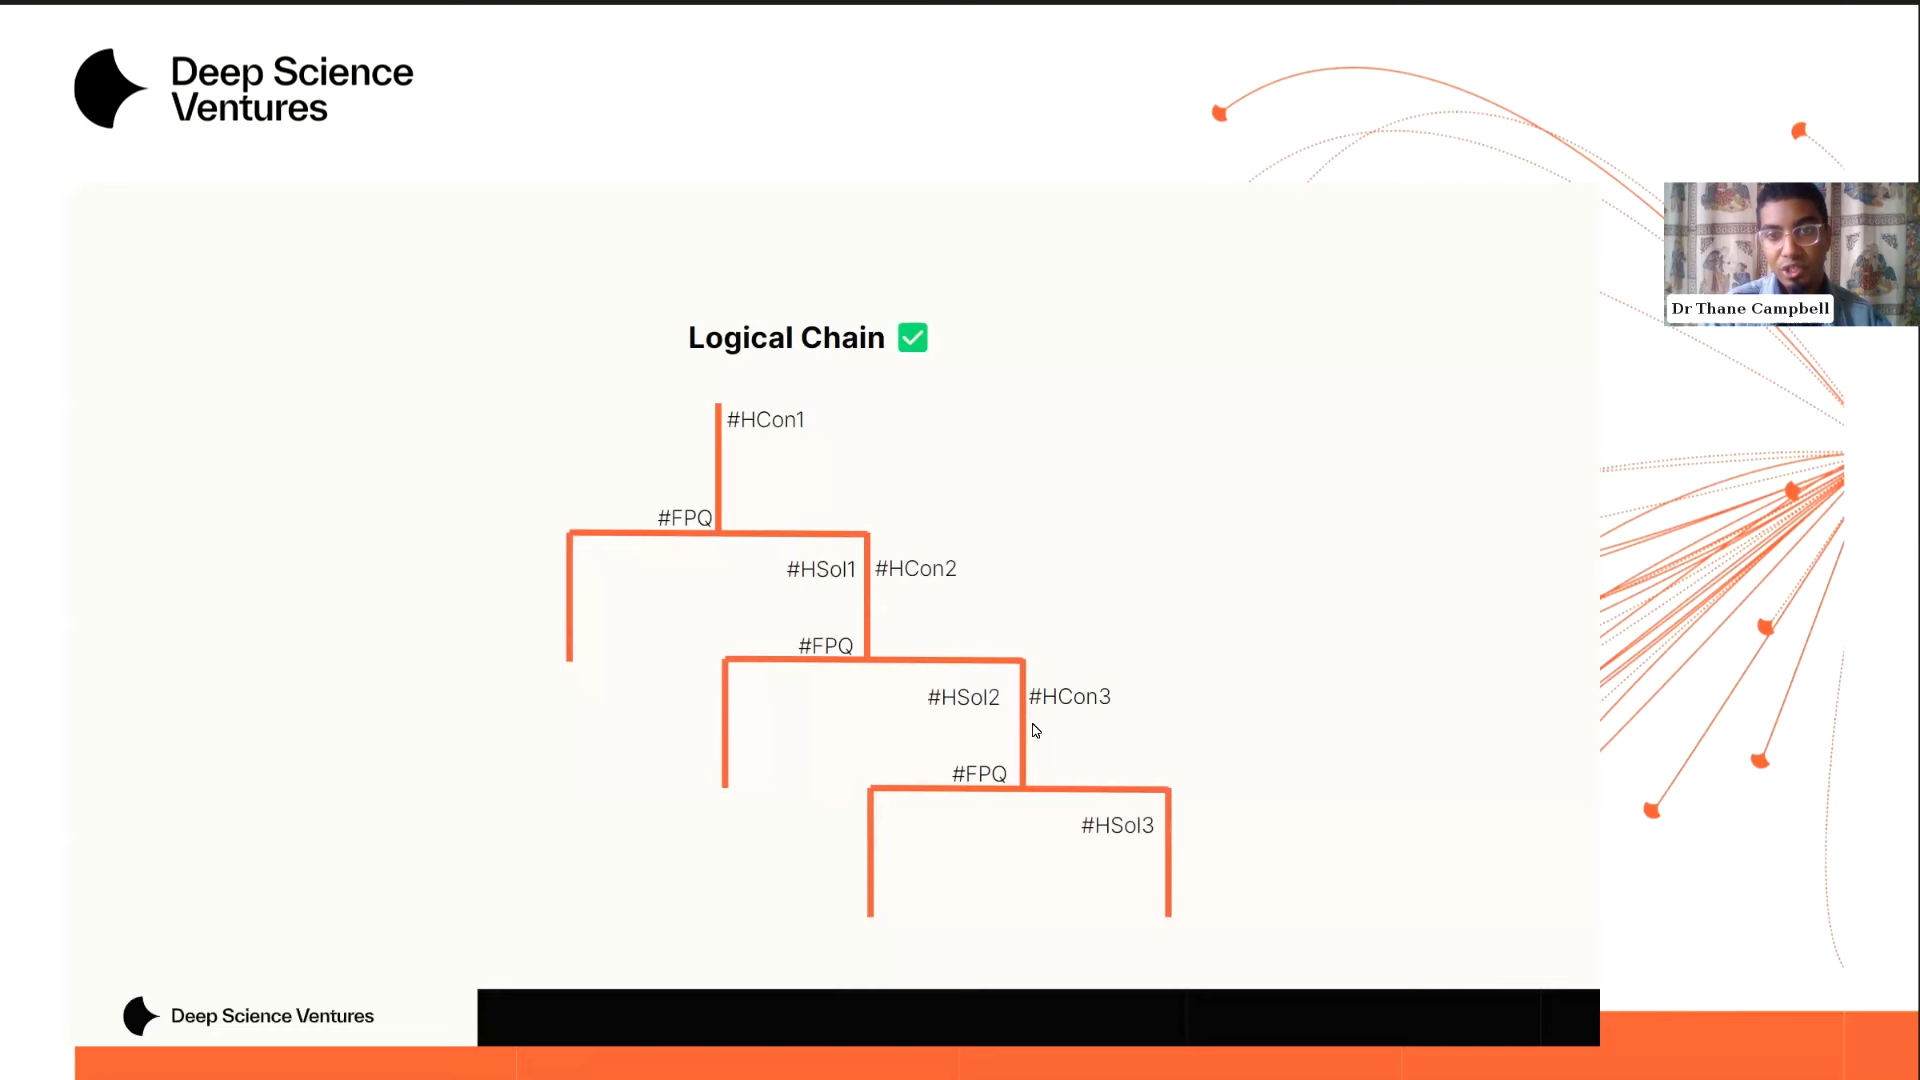 Deep Science
Ventures
Dr Thane Campbell
Logical Chain
#HCon1
#FPQ
#HSol1 #HCon2
#FPQ
#HSol2 #HCon3
#FPQ
#HSol3
Deep Science Ventures